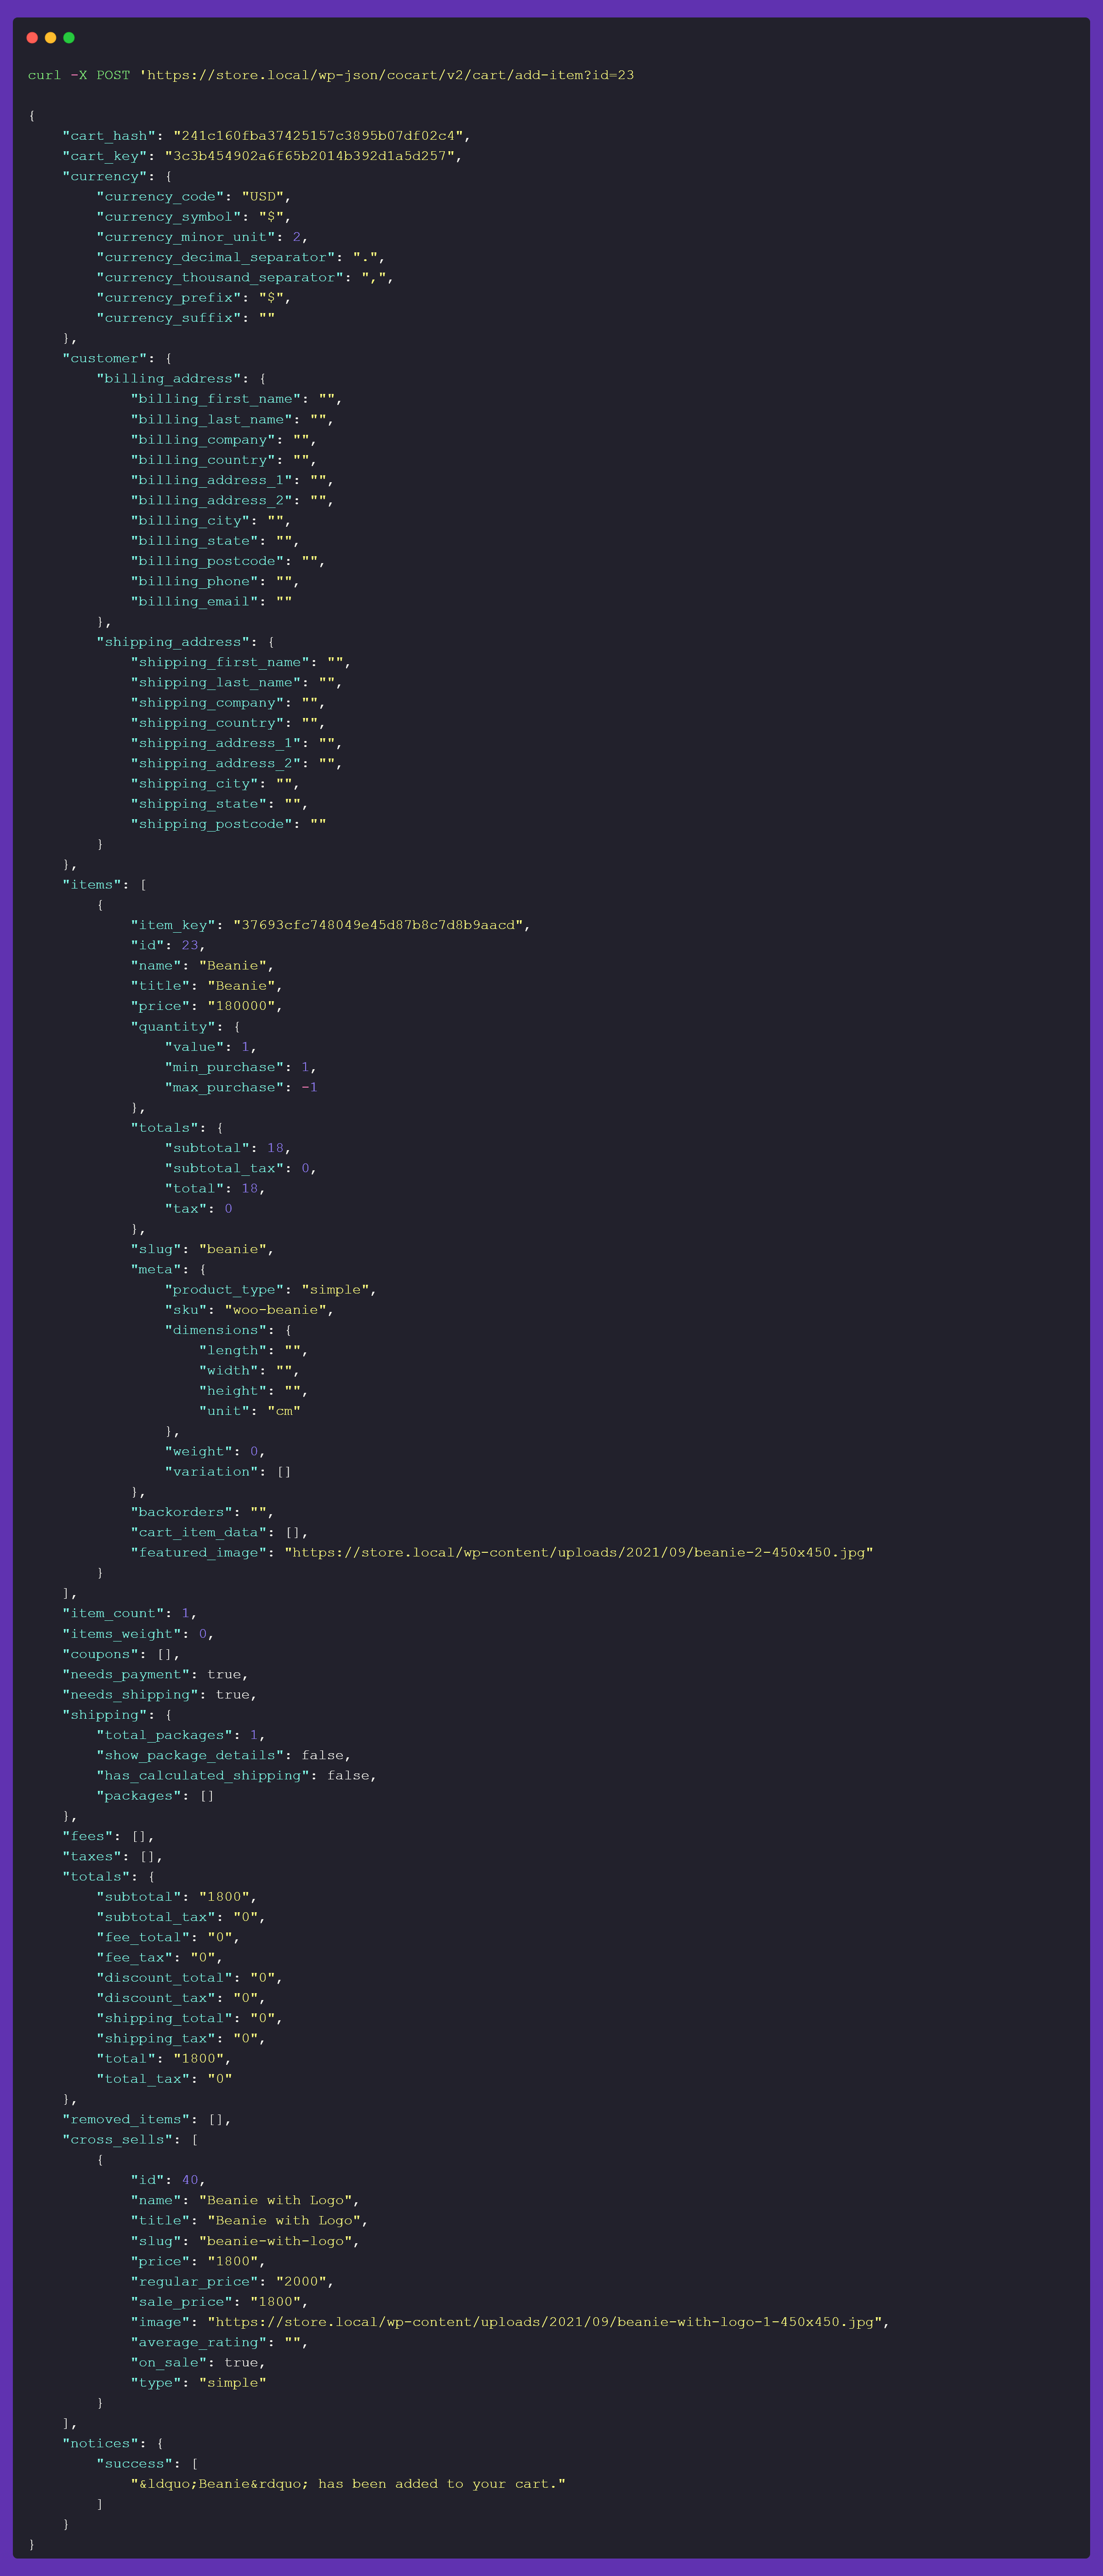 curl -X POST 'https://store.local/wp-json/cocart/v2/cart/add-item?id=23
{
    "cart_hash": "241c160fba37425157c3895b07df02c4",
    "cart_key": "3c3b454902a6f65b2014b392d1a5d257",
    "currency": {
        "currency_code": "USD",
        "currency_symbol": "$",
        "currency_minor_unit": 2,
        "currency_decimal_separator": ".",
        "currency_thousand_separator": ",",
        "currency_prefix": "$",
        "currency_suffix": ""
    },
    "customer": {
        "billing_address": {
            "billing_first_name": "",
            "billing_last_name": "",
            "billing_company": "",
            "billing_country": "",
            "billing_address_1": "",
            "billing_address_2": "",
            "billing_city": "",
            "billing_state": "",
            "billing_postcode": "",
            "billing_phone": "",
            "billing_email": ""
        },
        "shipping_address": {
            "shipping_first_name": "",
            "shipping_last_name": "",
            "shipping_company": "",
            "shipping_country": "",
            "shipping_address_1": "",
            "shipping_address_2": "",
            "shipping_city": "",
            "shipping_state": "",
            "shipping_postcode": ""
        }
    },
    "items": [
        {
            "item_key": "37693cfc748049e45d87b8c7d8b9aacd",
            "id": 23,
            "name": "Beanie",
            "title": "Beanie",
            "price": "180000",
            "quantity": {
                "value": 1,
                "min_purchase": 1,
                "max_purchase": -1
            },
            "totals": {
                "subtotal": 18,
                "subtotal_tax": 0,
                "total": 18,
                "tax": 0
            },
            "slug": "beanie",
            "meta": {
                "product_type": "simple",
                "sku": "woo-beanie",
                "dimensions": {
                    "length": "",
                    "width": "",
                    "height": "",
                    "unit": "cm"
                },
                "weight": 0,
                "variation": []
            },
            "backorders": "",
            "cart_item_data": [],
            "featured_image": "https://store.local/wp-content/uploads/2021/09/beanie-2-450x450.jpg"
        }
    ],
    "item_count": 1,
    "items_weight": 0,
    "coupons": [],
    "needs_payment": true,
    "needs_shipping": true,
    "shipping": {
        "total_packages": 1,
        "show_package_details": false,
        "has_calculated_shipping": false,
        "packages": []
    },
    "fees": [],
    "taxes": [],
    "totals": {
        "subtotal": "1800",
        "subtotal_tax": "0",
        "fee_total": "0",
        "fee_tax": "0",
        "discount_total": "0",
        "discount_tax": "0",
        "shipping_total": "0",
        "shipping_tax": "0",
        "total": "1800",
        "total_tax": "0"
    },
    "removed_items": [],
    "cross_sells": [
        {
            "id": 40,
            "name": "Beanie with Logo",
            "title": "Beanie with Logo",
            "slug": "beanie-with-logo",
            "price": "1800",
            "regular_price": "2000",
            "sale_price": "1800",
            "image": "https://store.local/wp-content/uploads/2021/09/beanie-with-logo-1-450x450.jpg",
            "average_rating": "",
            "on_sale": true,
            "type": "simple"
        }
    ],
    "notices": {
        "success": [
            "&ldquo;Beanie&rdquo; has been added to your cart."
        ]
    }
}